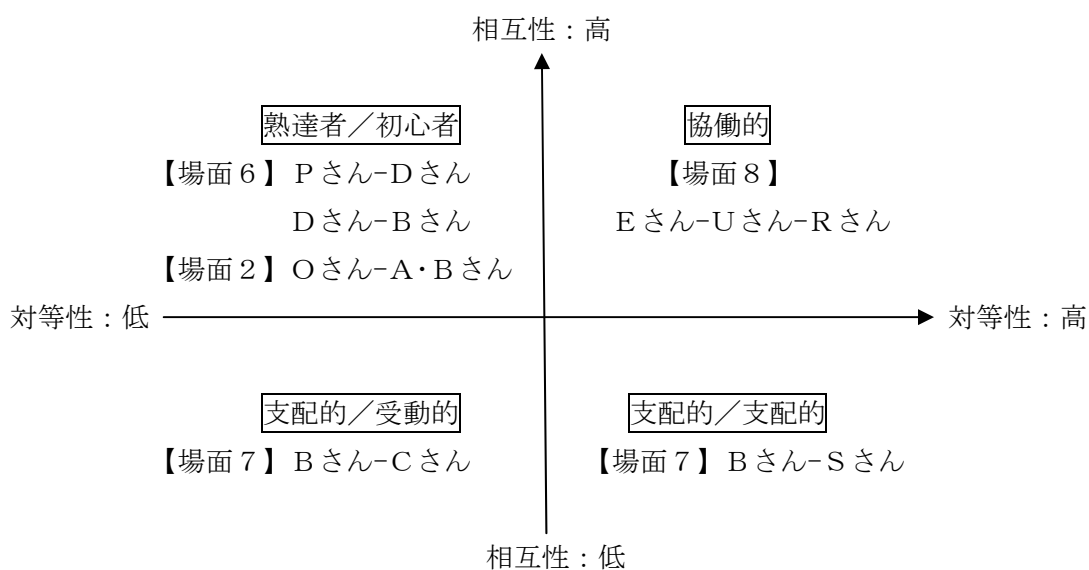 相互性：高
熟達者／初心者 協働的
【場面６】Ｐさん−Ｄさん 【場面８】
Ｄさん−Ｂさん Ｅさん−Ｕさん−Ｒさん
【場面２】Ｏさん−Ａ・Ｂさん
対等性：低 対等性：高
支配的／受動的 支配的／支配的
【場面７】Ｂさん−Ｃさん 【場面７】Ｂさん−Ｓさん
相互性：低